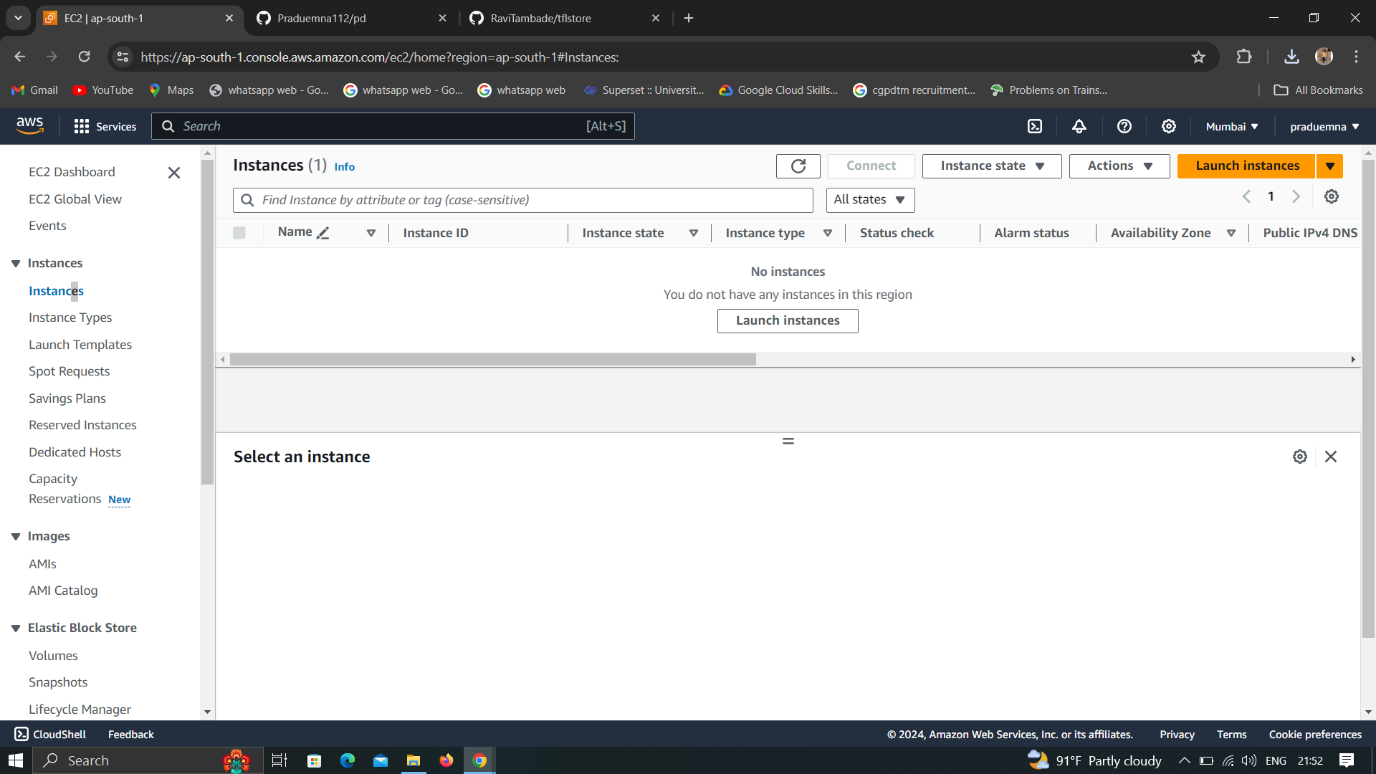 EC2 | ap-south-1
Praduemna112/pd
RaviTambade/tflstore
https://ap-south-1.console.aws.amazon.com/ec2/home?region=ap-south-1#Instances:
Gmail
YouTube
Maps
whatsapp web - Go...
whatsapp web - Go...
whatsapp web
Superset :: Universit...
Google Cloud Skills...
cgpdtm recruitment...
Problems on Trains...
All Bookmarks
aws
Services
Search
[Alt+S]
Mumbai
praduemna
EC2 Dashboard
EC2 Global View
Events
Instances
Instances
Instance Types
Launch Templates
Spot Requests
Savings Plans
Reserved Instances
Dedicated Hosts
Capacity
Reservations New
Images
AMIs
AMI Catalog
Elastic Block Store
Volumes
Snapshots
Lifecycle Manager
Instances (1) Info
Connect
Instance state
Actions
Launch instances
Find Instance by attribute or tag (case-sensitive)
All states
1
Name
Instance ID
Instance state
Instance type
Status check
Alarm status
Availability Zone
Public IPv4 DNS
No instances
You do not have any instances in this region
Launch instances
Select an instance
CloudShell
Feedback
© 2024, Amazon Web Services, Inc. or its affiliates.
Privacy
Terms
Cookie preferences
Search
91°F Partly cloudy
ENG
21:52